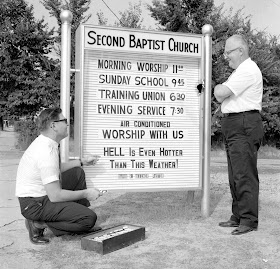 Second Baptist Church
Morning Worship 11:00
Sunday School 9:45
Training Union 6:30
Evening Service 7:30
Air Conditioned
Worship With Us
Hell Is Even Hotter
Than This Weather!